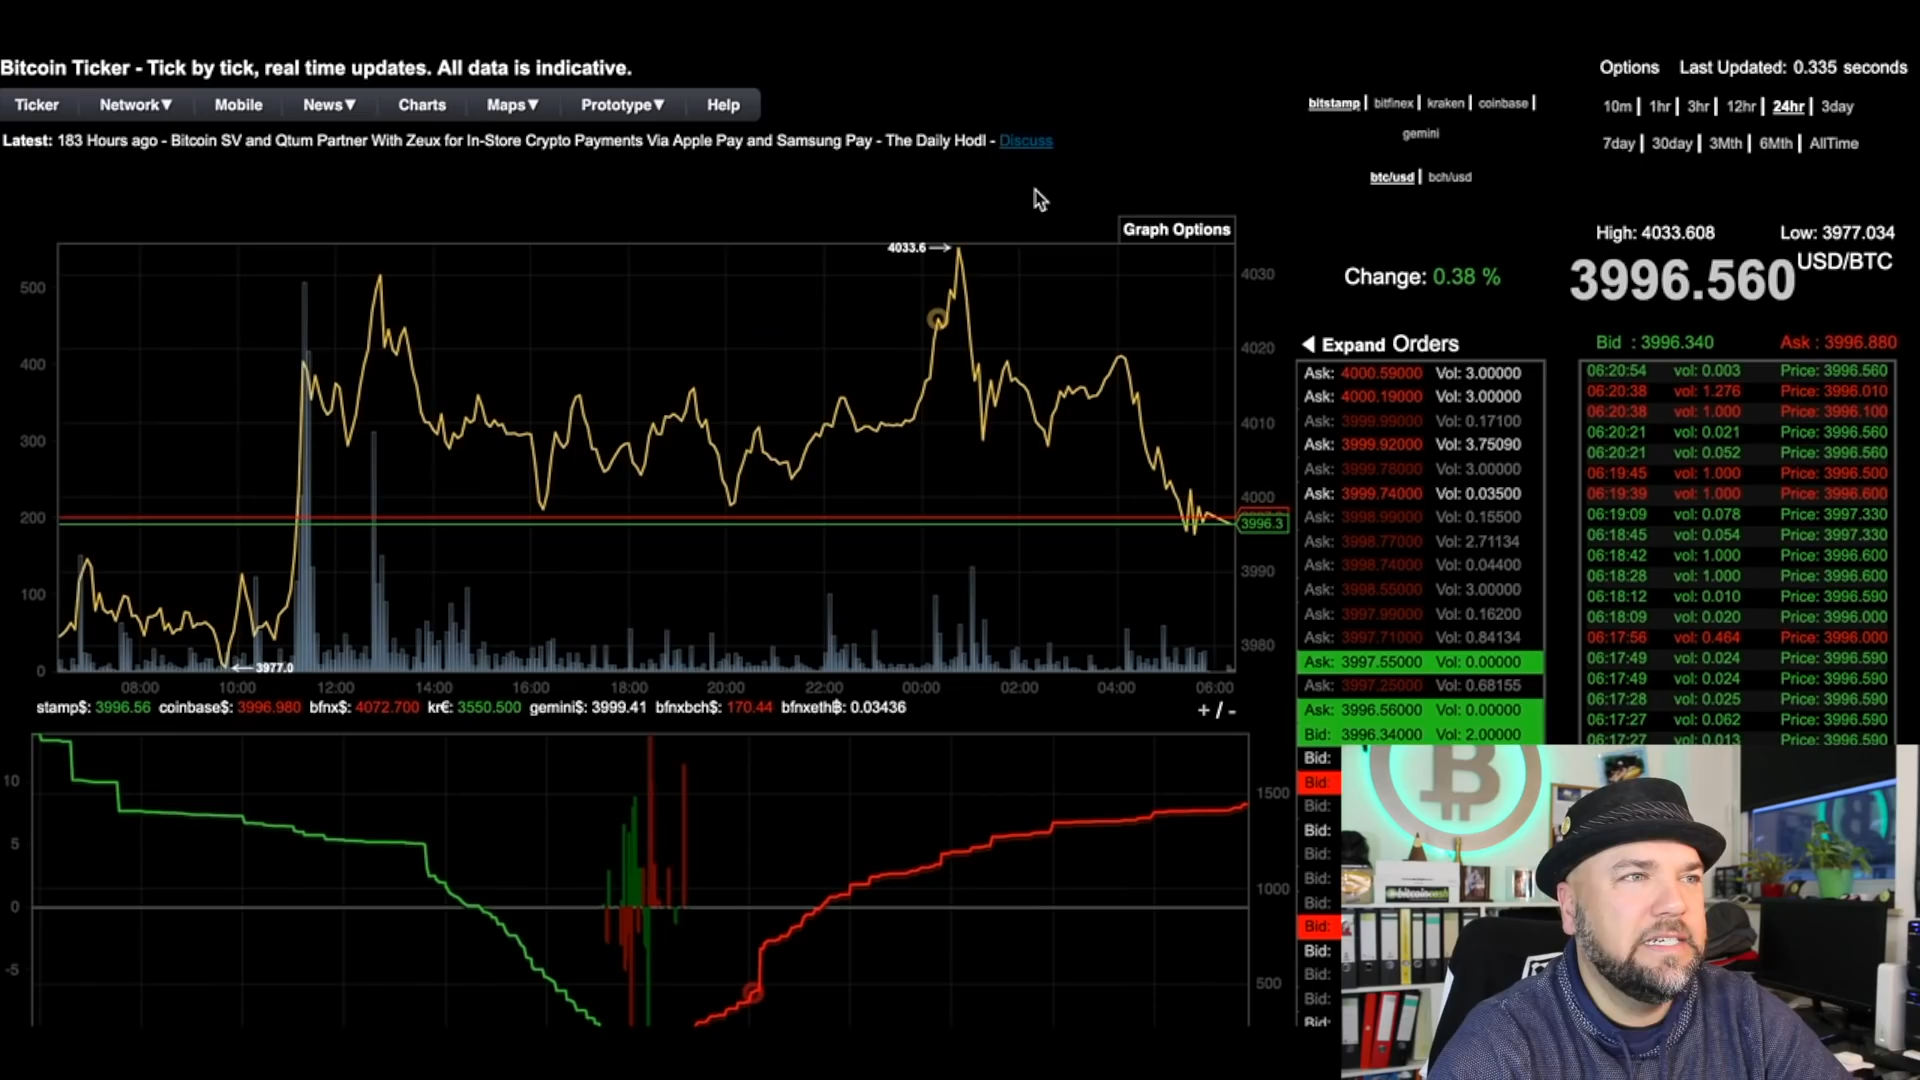 Bitcoin Ticker - Tick by tick, real time updates. All data is indicative.
Options Last Updated: 0.335 seconds
Ticker Network▼ Mobile News▼ Charts Maps▼ Prototype▼ Help
bitstamp | bitfinex | kraken | coinbase |
gemini
10m | 1hr | 3hr | 12hr | 24hr | 3day
7day | 30day | 3Mth | 6Mth | AllTime
Latest: 183 Hours ago - Bitcoin SV and Qtum Partner With Zeux for In-Store Crypto Payments Via Apple Pay and Samsung Pay - The Daily Hodl - Discuss
btc/usd | bch/usd
Graph Options
High: 4033.608 Low: 3977.034
Change: 0.38 %
3996.560 USD/BTC
4033.6
500
400
300
200
100
0
4030
4020
4010
4000
3996.3
3990
3980
3977.0
08:00 10:00 12:00 14:00 16:00 18:00 20:00 22:00 00:00 02:00 04:00 06:00
stamp$: 3996.56 coinbase$: 3996.980 bfnx$: 4072.700 kr€: 3550.500 gemini$: 3999.41 bfnxbch$: 170.44 bfnxeth฿: 0.03436
+ / -
10
5
0
-5
1500
1000
500
Expand Orders
Ask: 4000.59000 Vol: 3.00000
Ask: 4000.19000 Vol: 3.00000
Ask: 3999.99000 Vol: 0.17100
Ask: 3999.92000 Vol: 3.75090
Ask: 3999.78000 Vol: 3.00000
Ask: 3999.74000 Vol: 0.03500
Ask: 3998.99000 Vol: 0.15500
Ask: 3998.77000 Vol: 2.71134
Ask: 3998.74000 Vol: 0.04400
Ask: 3998.55000 Vol: 3.00000
Ask: 3997.99000 Vol: 0.16200
Ask: 3997.71000 Vol: 0.84134
Ask: 3997.55000 Vol: 0.00000
Ask: 3997.25000 Vol: 0.68155
Ask: 3996.56000 Vol: 0.00000
Bid: 3996.34000 Vol: 2.00000
Bid:
Bid:
Bid:
Bid:
Bid:
Bid:
Bid:
Bid:
Bid:
Bid:
Bid:
Bid:
Bid : 3996.340 Ask : 3996.880
06:20:54 vol: 0.003 Price: 3996.560
06:20:38 vol: 1.276 Price: 3996.010
06:20:38 vol: 1.000 Price: 3996.100
06:20:21 vol: 0.021 Price: 3996.560
06:20:21 vol: 0.052 Price: 3996.560
06:19:45 vol: 1.000 Price: 3996.500
06:19:39 vol: 1.000 Price: 3996.600
06:19:09 vol: 0.078 Price: 3997.330
06:18:45 vol: 0.054 Price: 3997.330
06:18:42 vol: 1.000 Price: 3996.600
06:18:28 vol: 1.000 Price: 3996.600
06:18:12 vol: 0.010 Price: 3996.590
06:18:09 vol: 0.020 Price: 3996.000
06:17:56 vol: 0.464 Price: 3996.000
06:17:49 vol: 0.024 Price: 3996.590
06:17:49 vol: 0.024 Price: 3996.590
06:17:28 vol: 0.025 Price: 3996.590
06:17:27 vol: 0.062 Price: 3996.590
06:17:27 vol: 0.013 Price: 3996.590